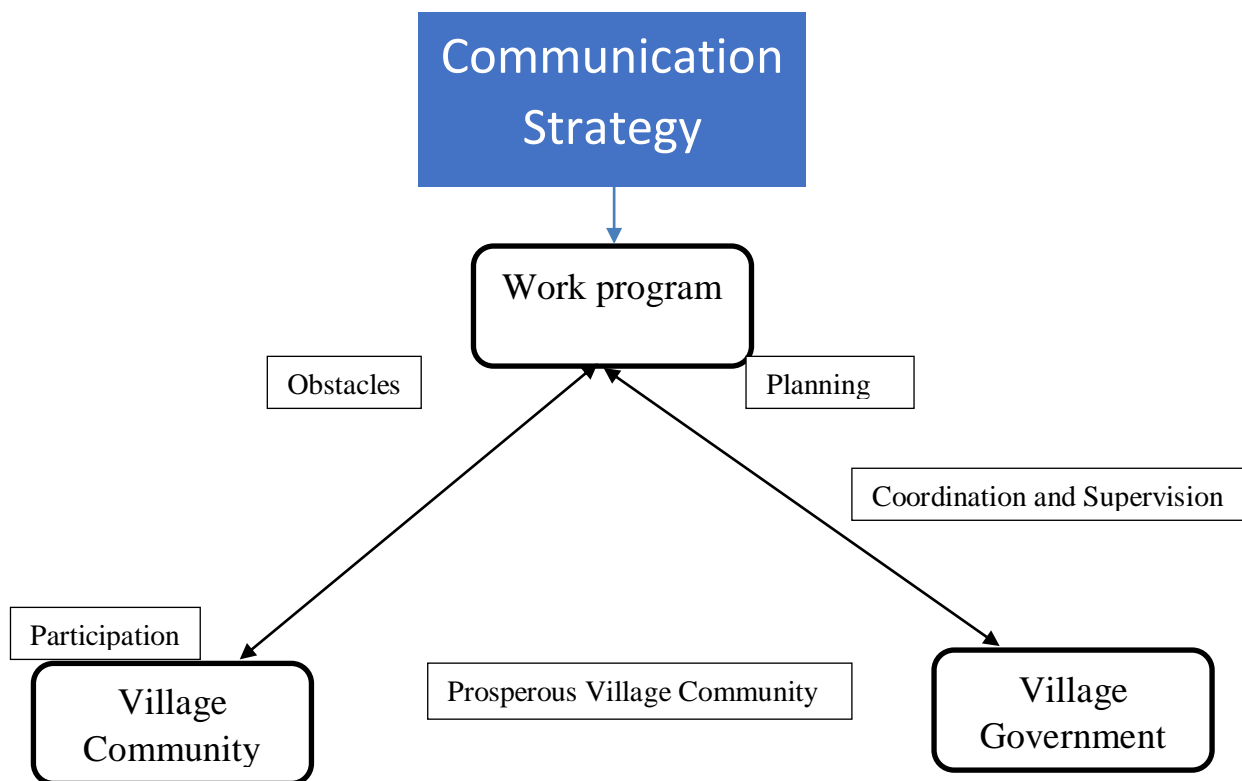 Communication
Strategy
Work program
Obstacles
Planning
Coordination and Supervision
Participation
Prosperous Village Community
Village
Community
Village
Government